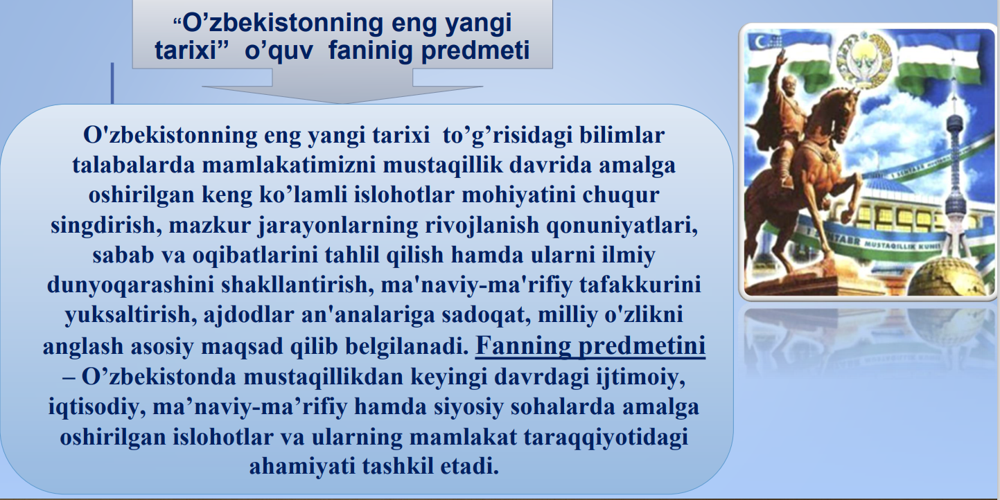 “O’zbekistonning eng yangi
tarixi” o’quv faninig predmeti
O'zbekistonning eng yangi tarixi to’g’risidagi bilimlar
talabalarda mamlakatimizni mustaqillik davrida amalga
oshirilgan keng ko’lamli islohotlar mohiyatini chuqur
singdirish, mazkur jarayonlarning rivojlanish qonuniyatlari,
sabab va oqibatlarini tahlil qilish hamda ularni ilmiy
dunyoqarashini shakllantirish, ma'naviy-ma'rifiy tafakkurini
yuksaltirish, ajdodlar an'analariga sadoqat, milliy o'zlikni
anglash asosiy maqsad qilib belgilanadi. Fanning predmetini
– O’zbekistonda mustaqillikdan keyingi davrdagi ijtimoiy,
iqtisodiy, ma’naviy-ma’rifiy hamda siyosiy sohalarda amalga
oshirilgan islohotlar va ularning mamlakat taraqqiyotidagi
ahamiyati tashkil etadi.
1 SENTABR
MUSTAQILLIK KUNI